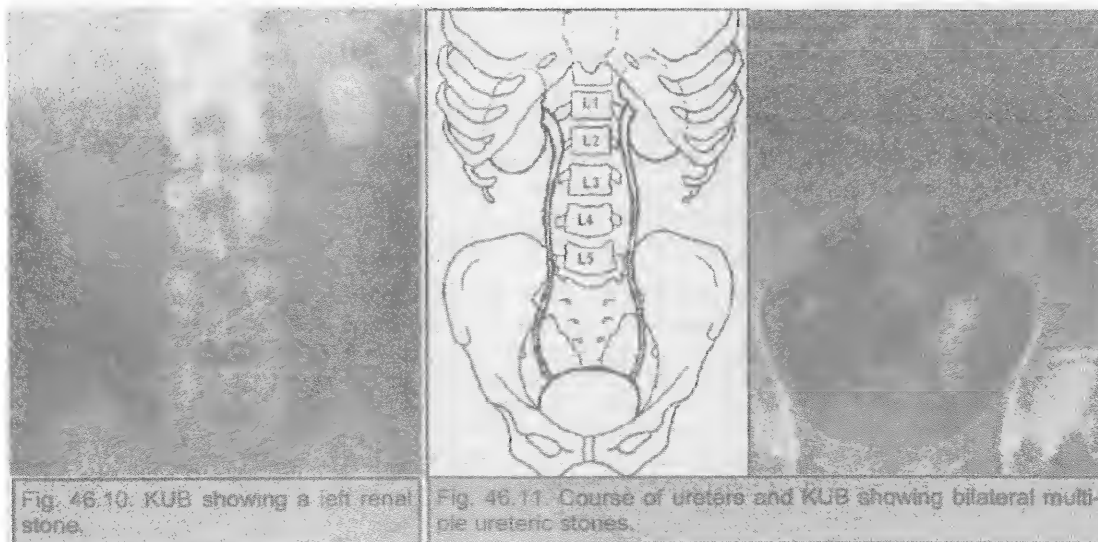 L1
L2
L3
L4
L5
Fig. 46.10. KUB showing a left renal
stone.
Fig. 46.11. Course of ureters and KUB showing bilateral multi-
ple ureteric stones.